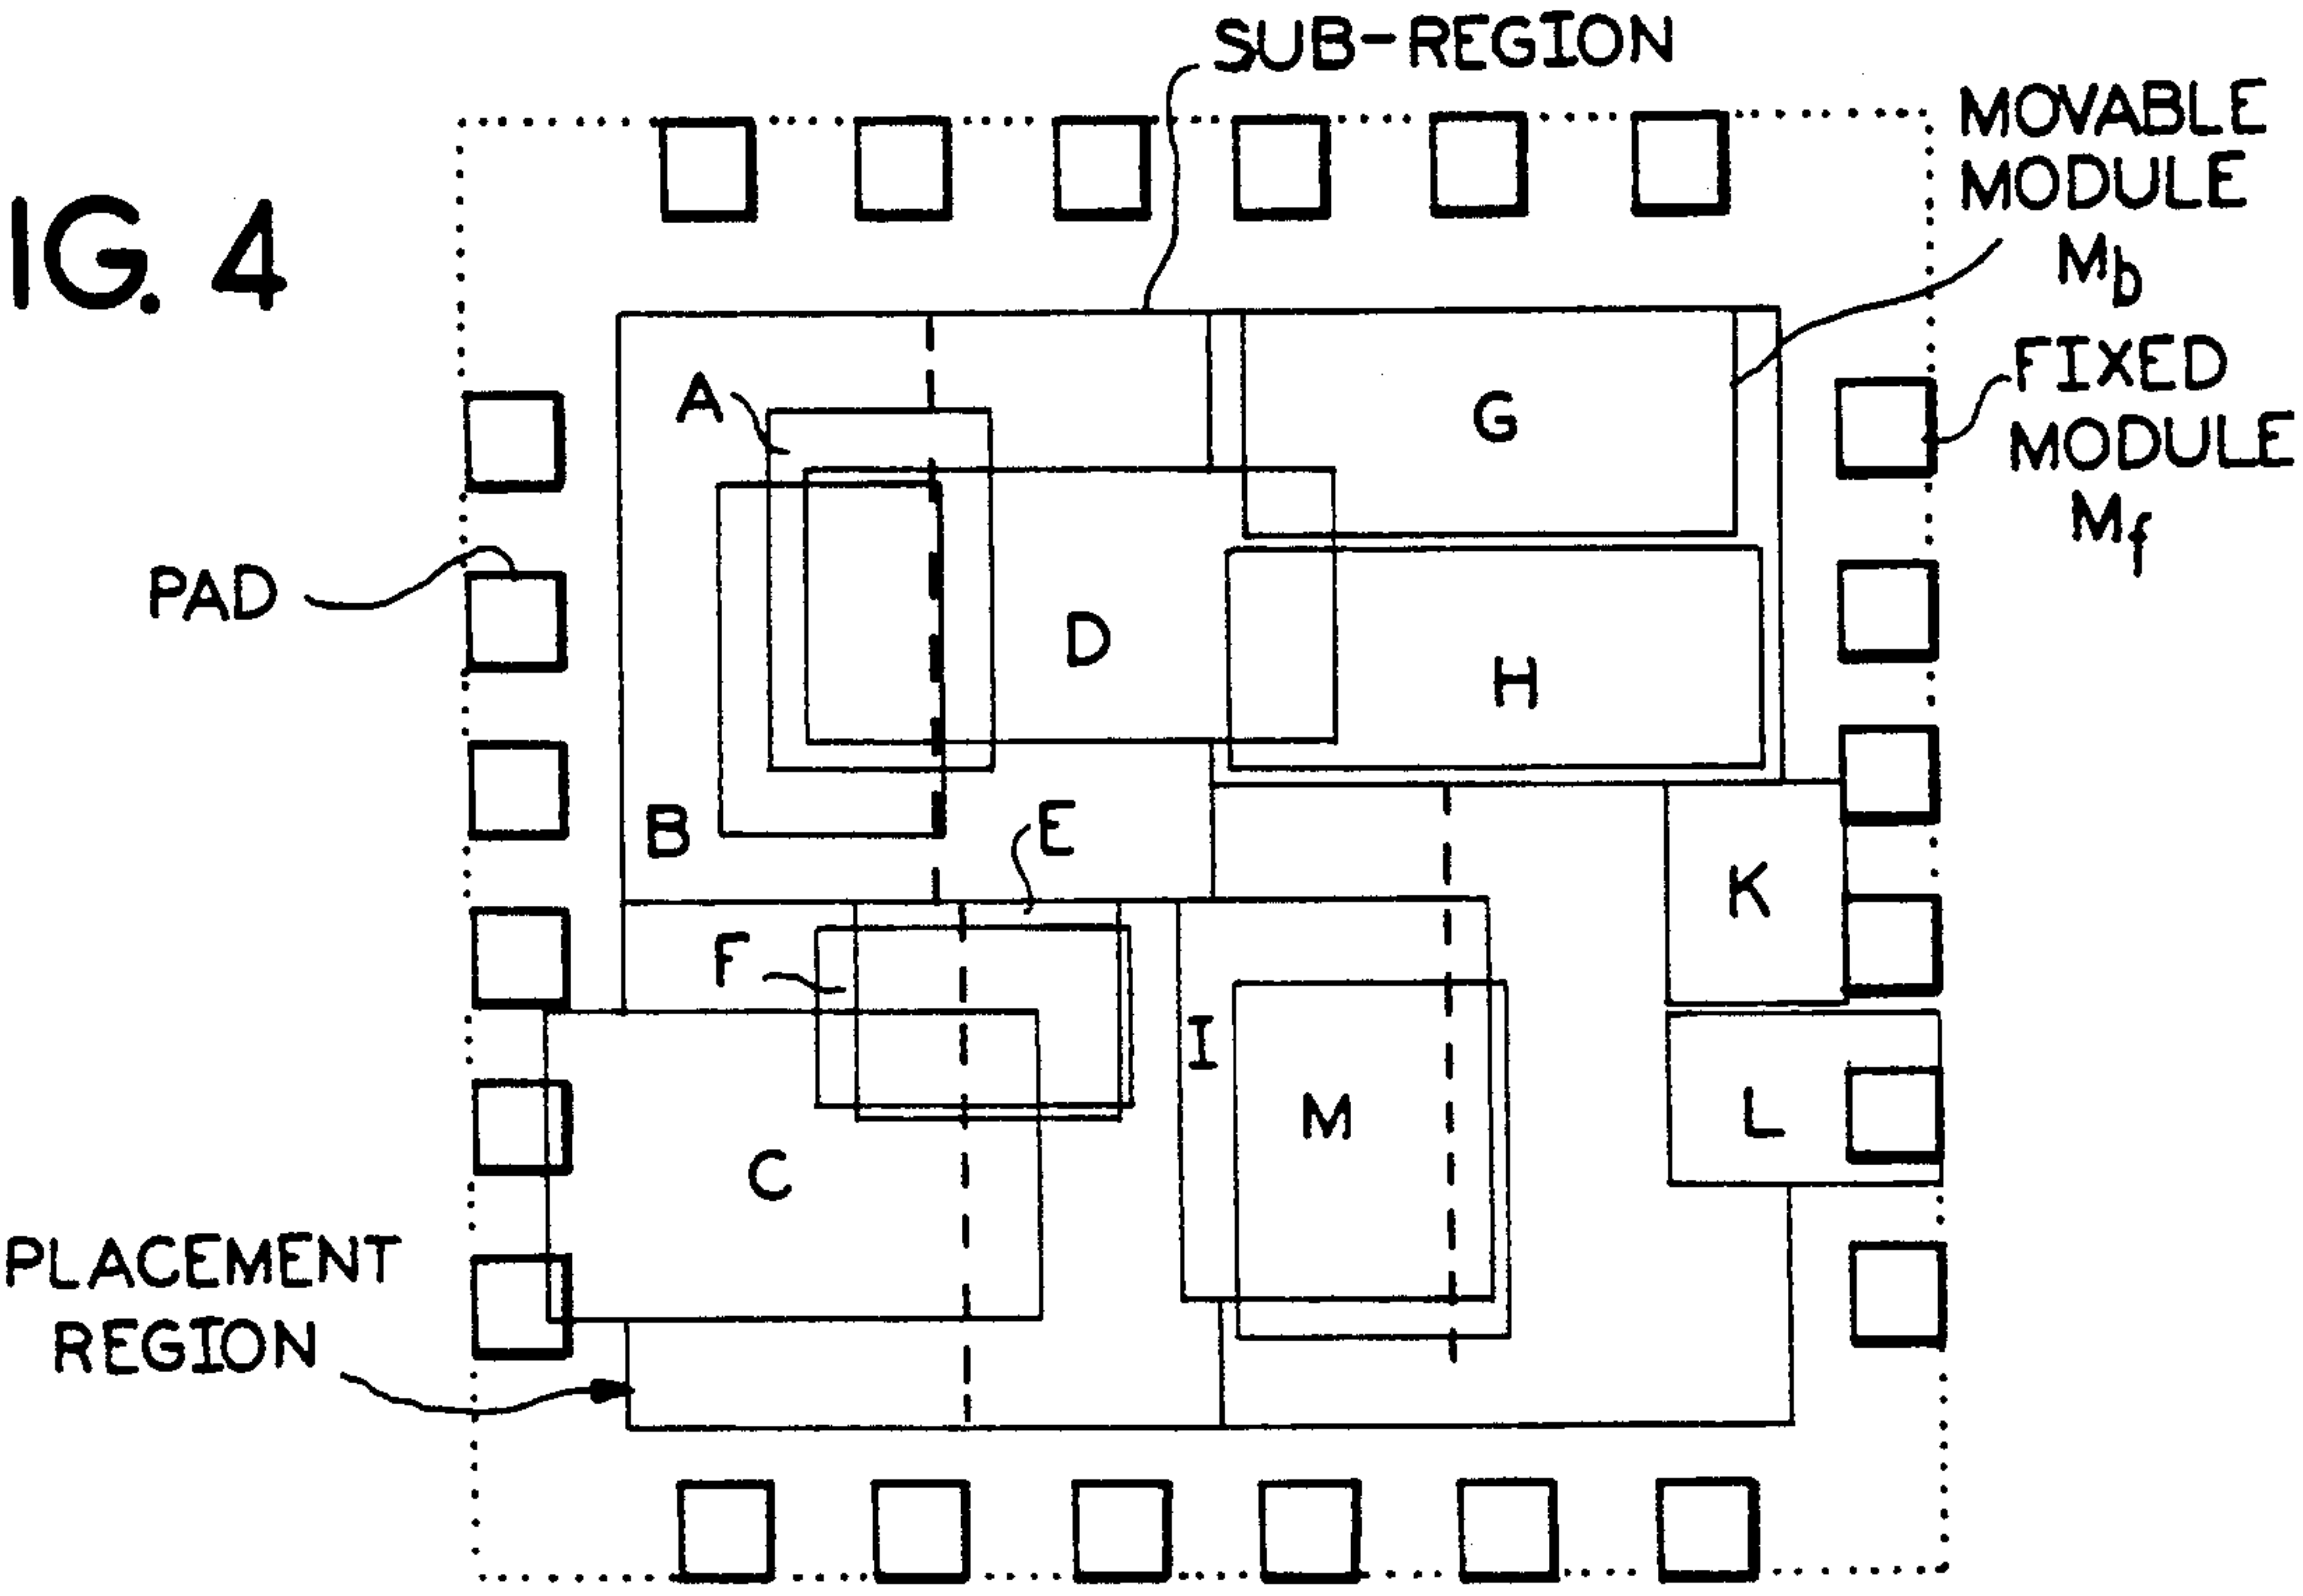 SUB-REGION
MOVABLE
MODULE
Mb
IG. 4
FIXED
MODULE
Mf
A
G
PAD
D
H
B
E
K
F
I
M
L
C
PLACEMENT
REGION